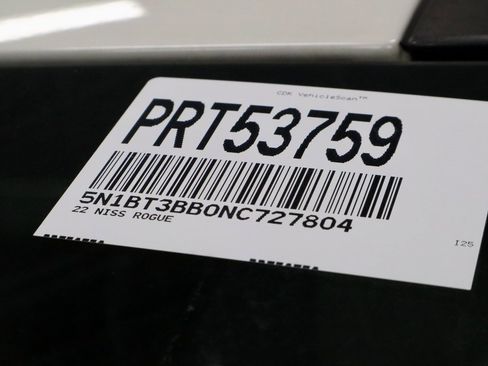 CDK VehicleScan™
PRT53759
5N1BT3BB0NC727804
22 NISS ROGUE
I25